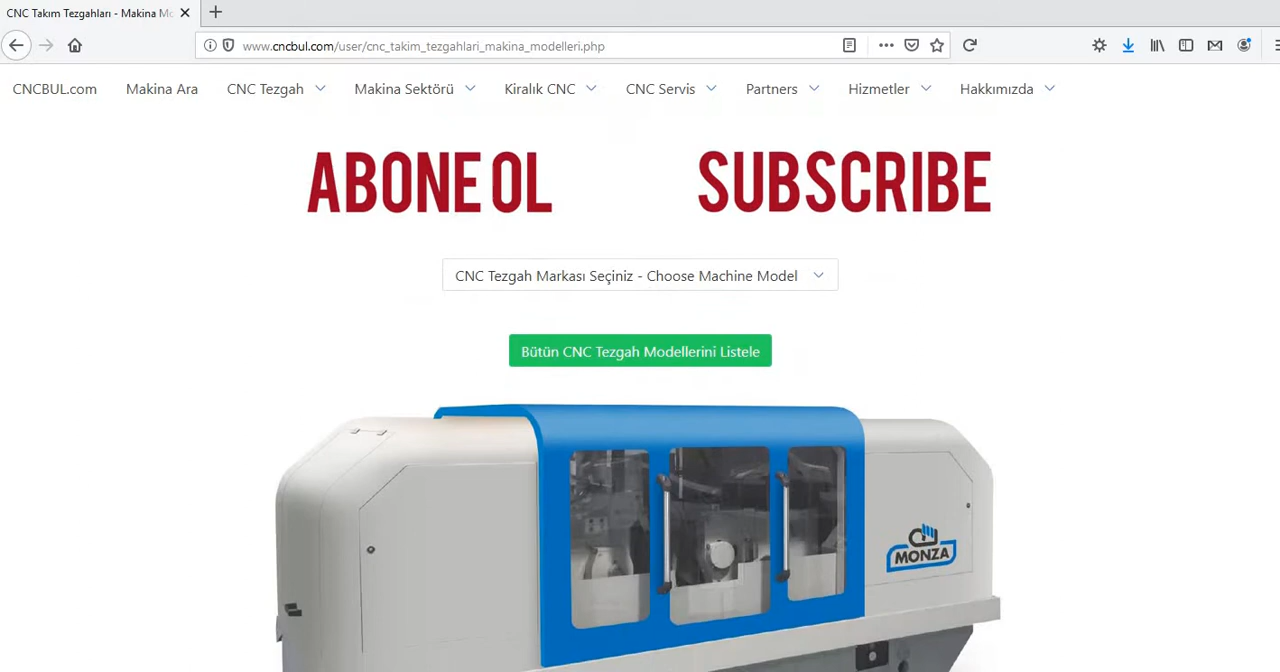 CNC Takım Tezgahları - Makina Mo
www.cncbul.com/user/cnc_takim_tezgahlari_makina_modelleri.php
CNCBUL.com Makina Ara CNC Tezgah Makina Sektörü Kiralık CNC CNC Servis Partners Hizmetler Hakkımızda
ABONE OL SUBSCRIBE
CNC Tezgah Markası Seçiniz - Choose Machine Model
Bütün CNC Tezgah Modellerini Listele
MONZA